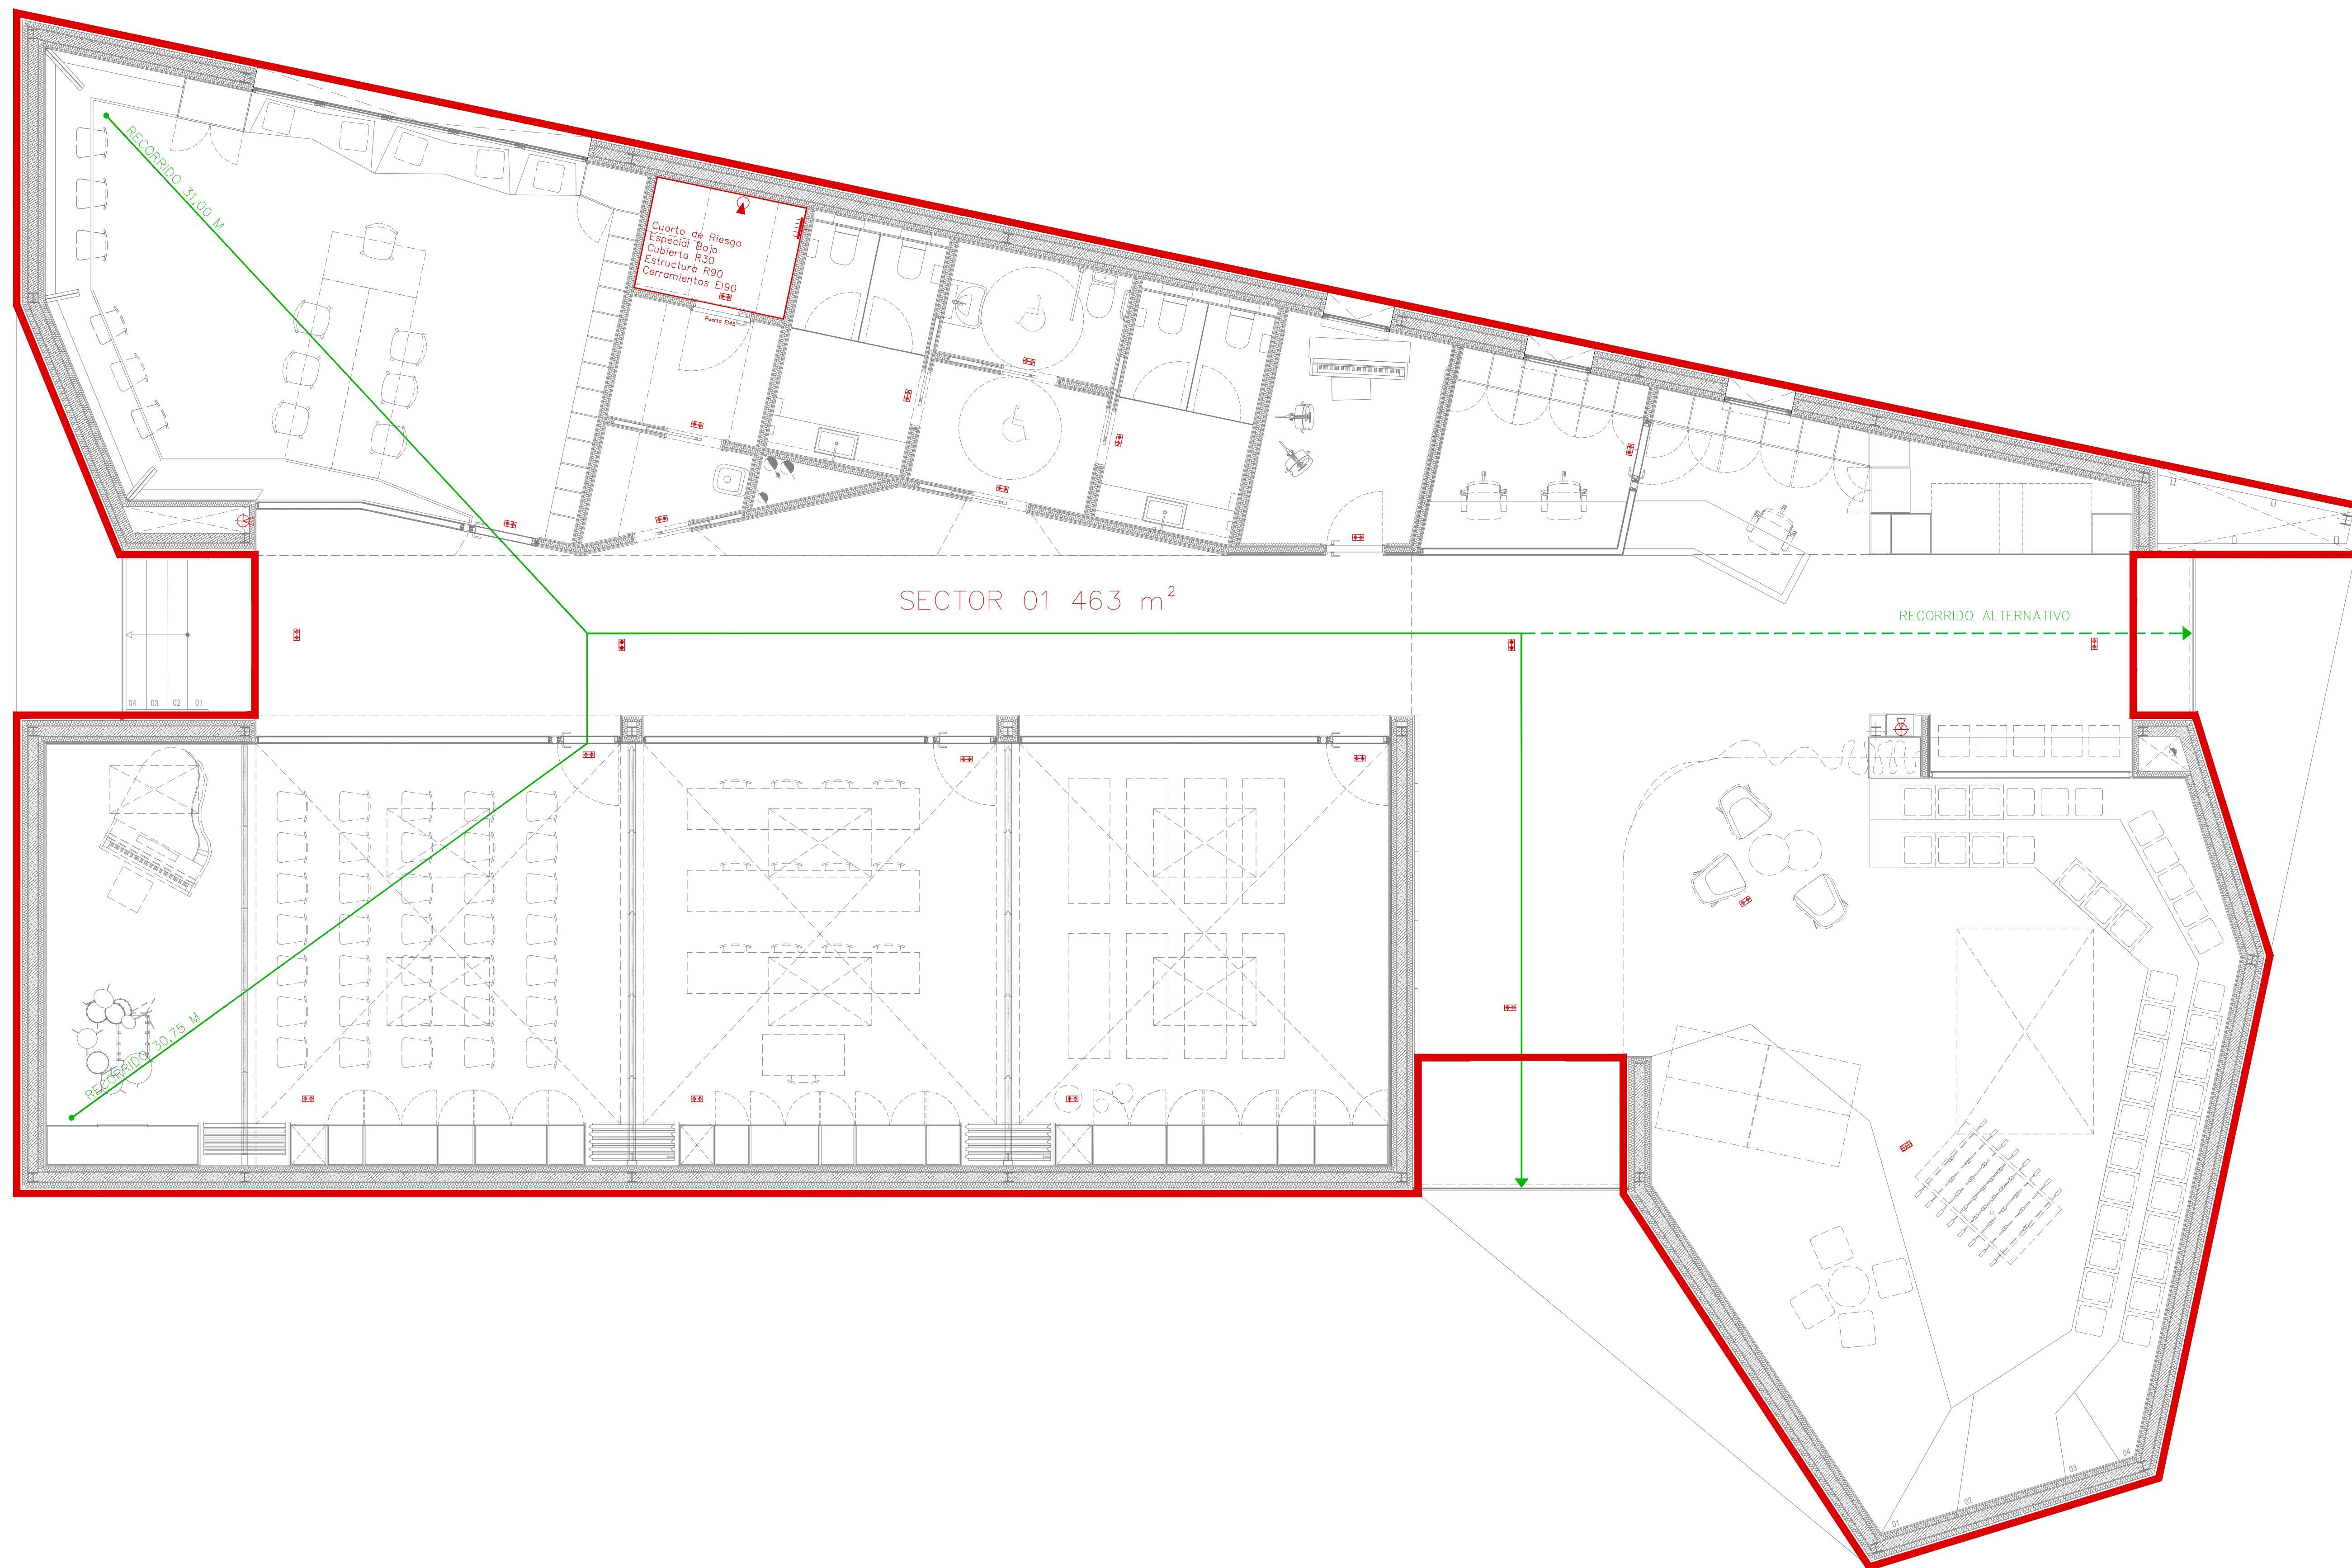 RECORRIDO 31,00 M
Cuarto de Riesgo
Especial Bajo
Cubierta R30
Estructura R90
Cerramientos EI90
Puerta EI45
SECTOR 01 463 m²
RECORRIDO ALTERNATIVO
04 03 02 01
RECORRIDO 30,75 M
04
03
02
01